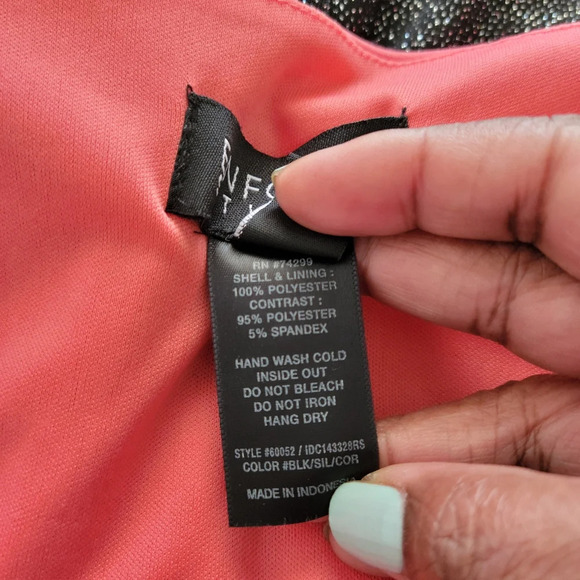 RN #74299
SHELL & LINING :
100% POLYESTER
CONTRAST :
95% POLYESTER
5% SPANDEX
HAND WASH COLD
INSIDE OUT
DO NOT BLEACH
DO NOT IRON
HANG DRY
STYLE #60052 / IDC143328RS
COLOR #BLK/SIL/COR
MADE IN INDONESIA